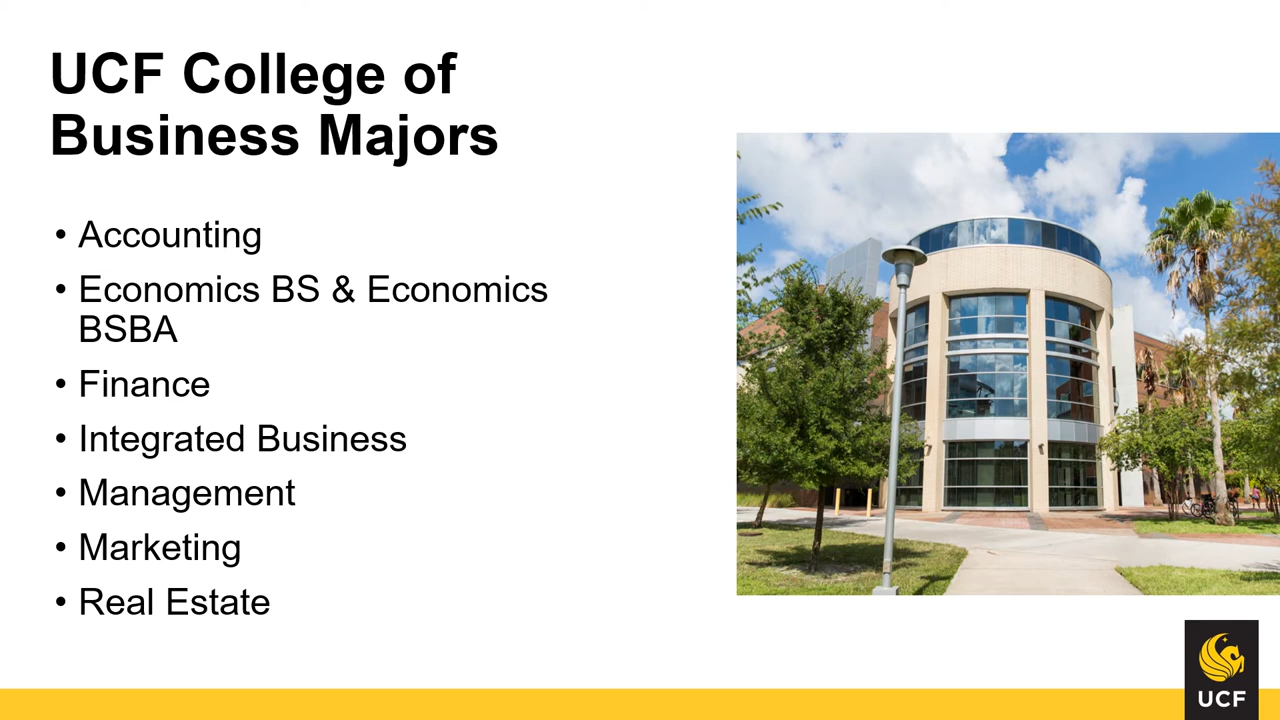 UCF College of
Business Majors
• Accounting
• Economics BS & Economics
BSBA
• Finance
• Integrated Business
• Management
• Marketing
• Real Estate
UCF